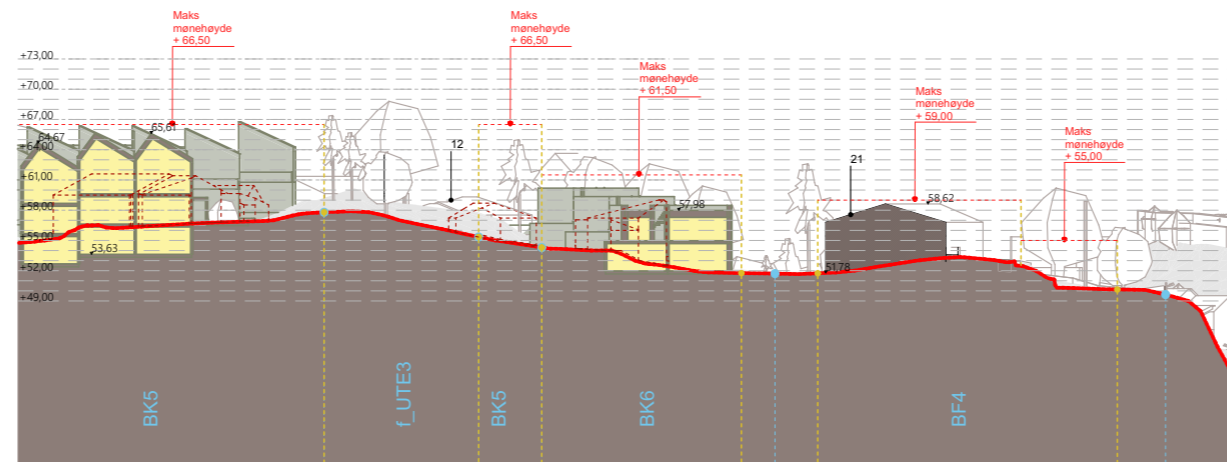 Maks
mønehøyde
+ 66,50
Maks
mønehøyde
+ 66,50
Maks
mønehøyde
+ 61,50
Maks
mønehøyde
+ 59,00
Maks
mønehøyde
+ 55,00
+73,00
+70,00
+67,00
+64,00
+61,00
+58,00
+55,00
+52,00
+49,00
64,67
65,61
53,63
12
57,98
21
58,62
51,78
BK5
f_UTE3
BK5
BK6
BF4